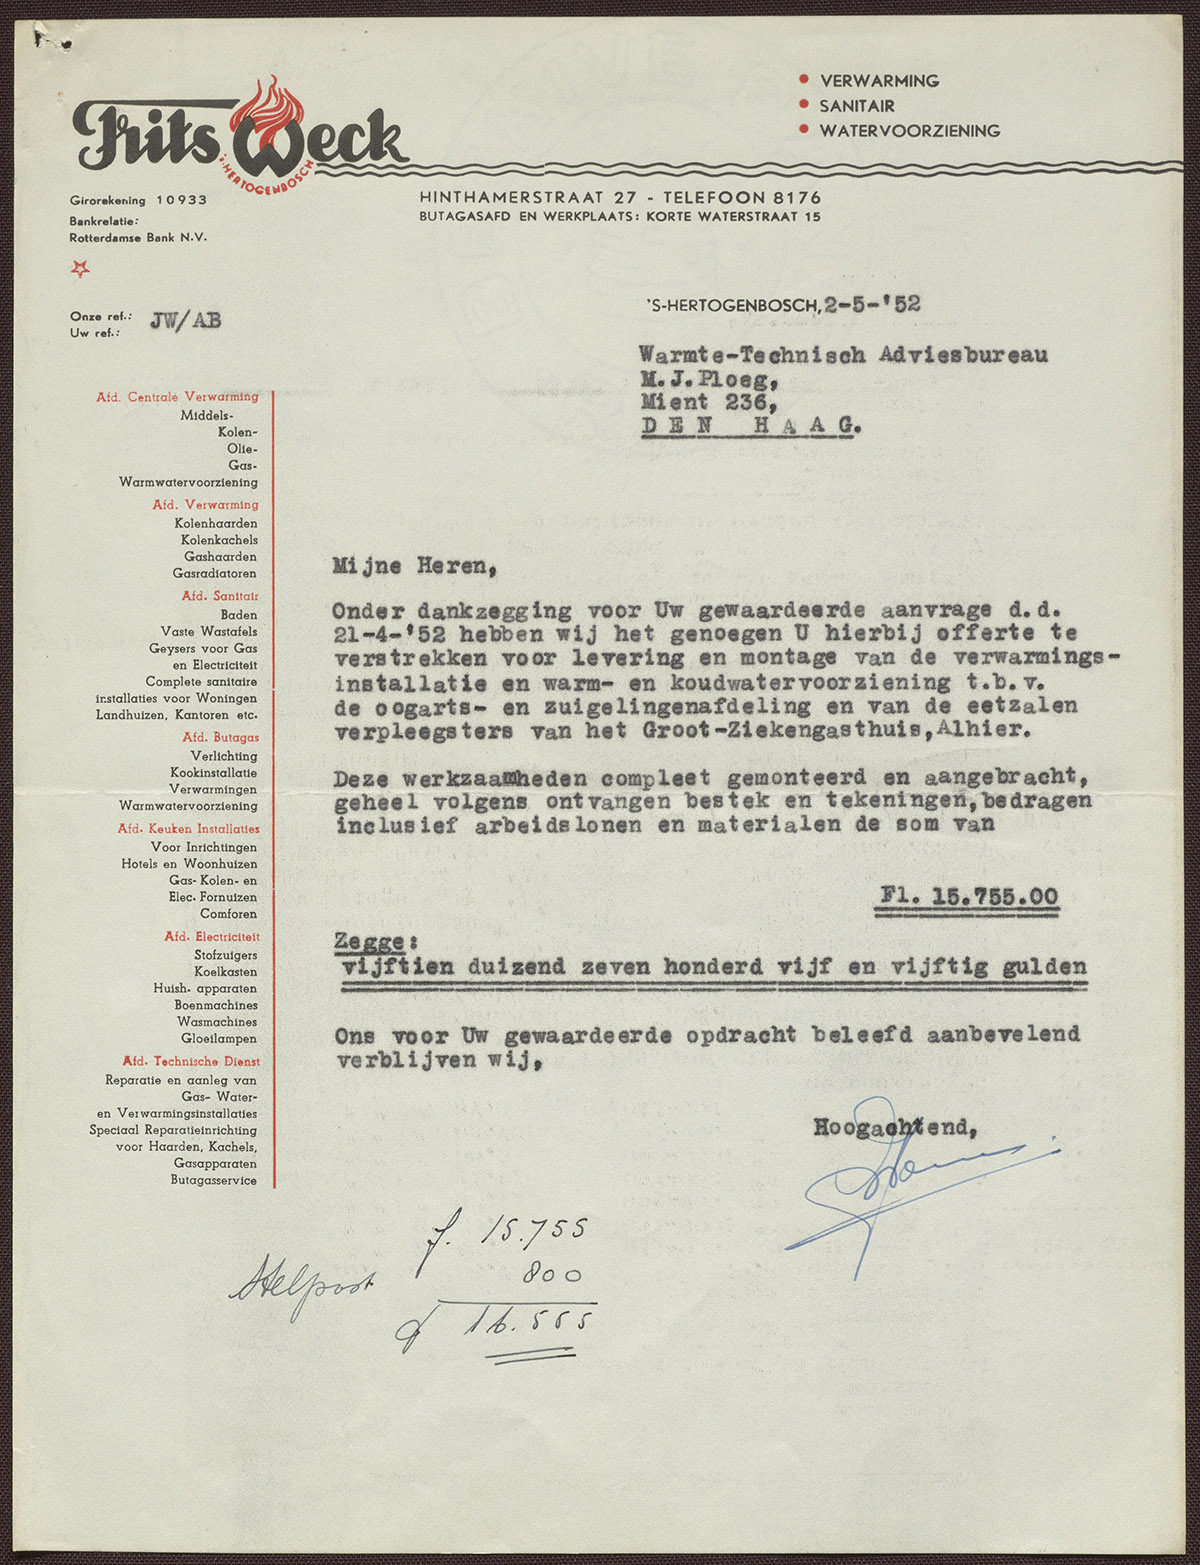 Frits Weck
'S-HERTOGENBOSCH
VERWARMING
SANITAIR
WATERVOORZIENING
Girorekening 10933
Bankrelatie:
Rotterdamse Bank N.V.
HINTHAMERSTRAAT 27 - TELEFOON 8176
BUTAGASAFD EN WERKPLAATS: KORTE WATERSTRAAT 15
Onze ref.: JW/AB
Uw ref.:
'S-HERTOGENBOSCH, 2-5-'52
Warmte-Technisch Adviesbureau
M.J.Ploeg,
Mient 236,
DEN HAAG.
Afd. Centrale Verwarming
Middels-
Kolen-
Olie-
Gas-
Warmwatervoorziening
Afd. Verwarming
Kolenhaarden
Kolenkachels
Gashaarden
Gasradiatoren
Afd. Sanitair
Baden
Vaste Wastafels
Geysers voor Gas
en Electriciteit
Complete sanitaire
installaties voor Woningen
Landhuizen, Kantoren etc.
Afd. Butagas
Verlichting
Kookinstallatie
Verwarmingen
Warmwatervoorziening
Afd. Keuken Installaties
Voor Inrichtingen
Hotels en Woonhuizen
Gas- Kolen- en
Elec. Fornuizen
Comforen
Afd. Electriciteit
Stofzuigers
Koelkasten
Huish. apparaten
Boenmachines
Wasmachines
Gloeilampen
Afd. Technische Dienst
Reparatie en aanleg van
Gas- Water-
en Verwarmingsinstallaties
Speciaal Reparatieinrichting
voor Haarden, Kachels,
Gasapparaten
Butagasservice
Mijne Heren,
Onder dankzegging voor Uw gewaardeerde aanvrage d.d.
21-4-'52 hebben wij het genoegen U hierbij offerte te
verstrekken voor levering en montage van de verwarmings-
installatie en warm- en koudwatervoorziening t.b.v.
de oogarts- en zuigelingenafdeling en van de eetzalen
verpleegsters van het Groot-Ziekengasthuis, Alhier.
Deze werkzaamheden compleet gemonteerd en aangebracht,
geheel volgens ontvangen bestek en tekeningen, bedragen
inclusief arbeidslonen en materialen de som van
Fl. 15.755.00
Zegge:
vijftien duizend zeven honderd vijf en vijftig gulden
Ons voor Uw gewaardeerde opdracht beleefd aanbevelend
verblijven wij,
Hoogachtend,
f. 15.755
Stelpost 800
f 16.555